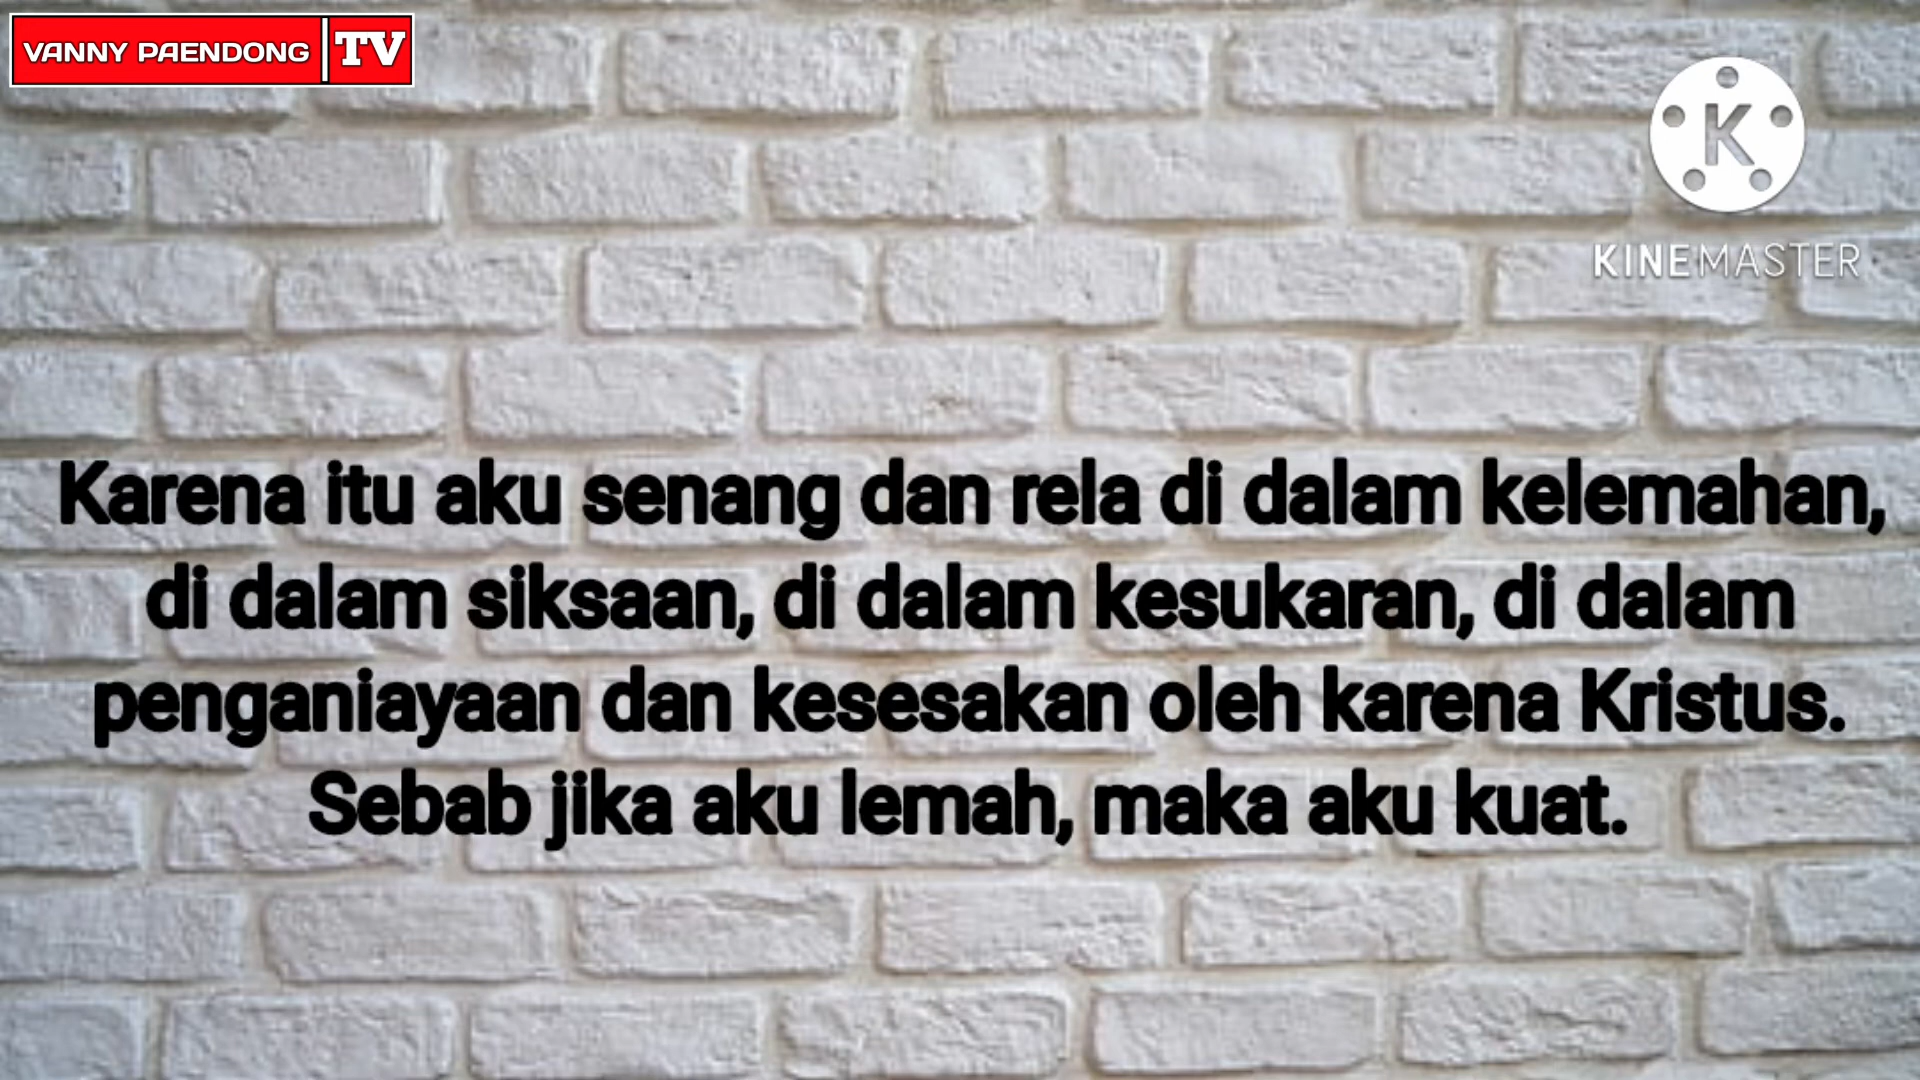 VANNY PAENDONG TV
K
KINEMASTER
Karena itu aku senang dan rela di dalam kelemahan,
di dalam siksaan, di dalam kesukaran, di dalam
penganiayaan dan kesesakan oleh karena Kristus.
Sebab jika aku lemah, maka aku kuat.